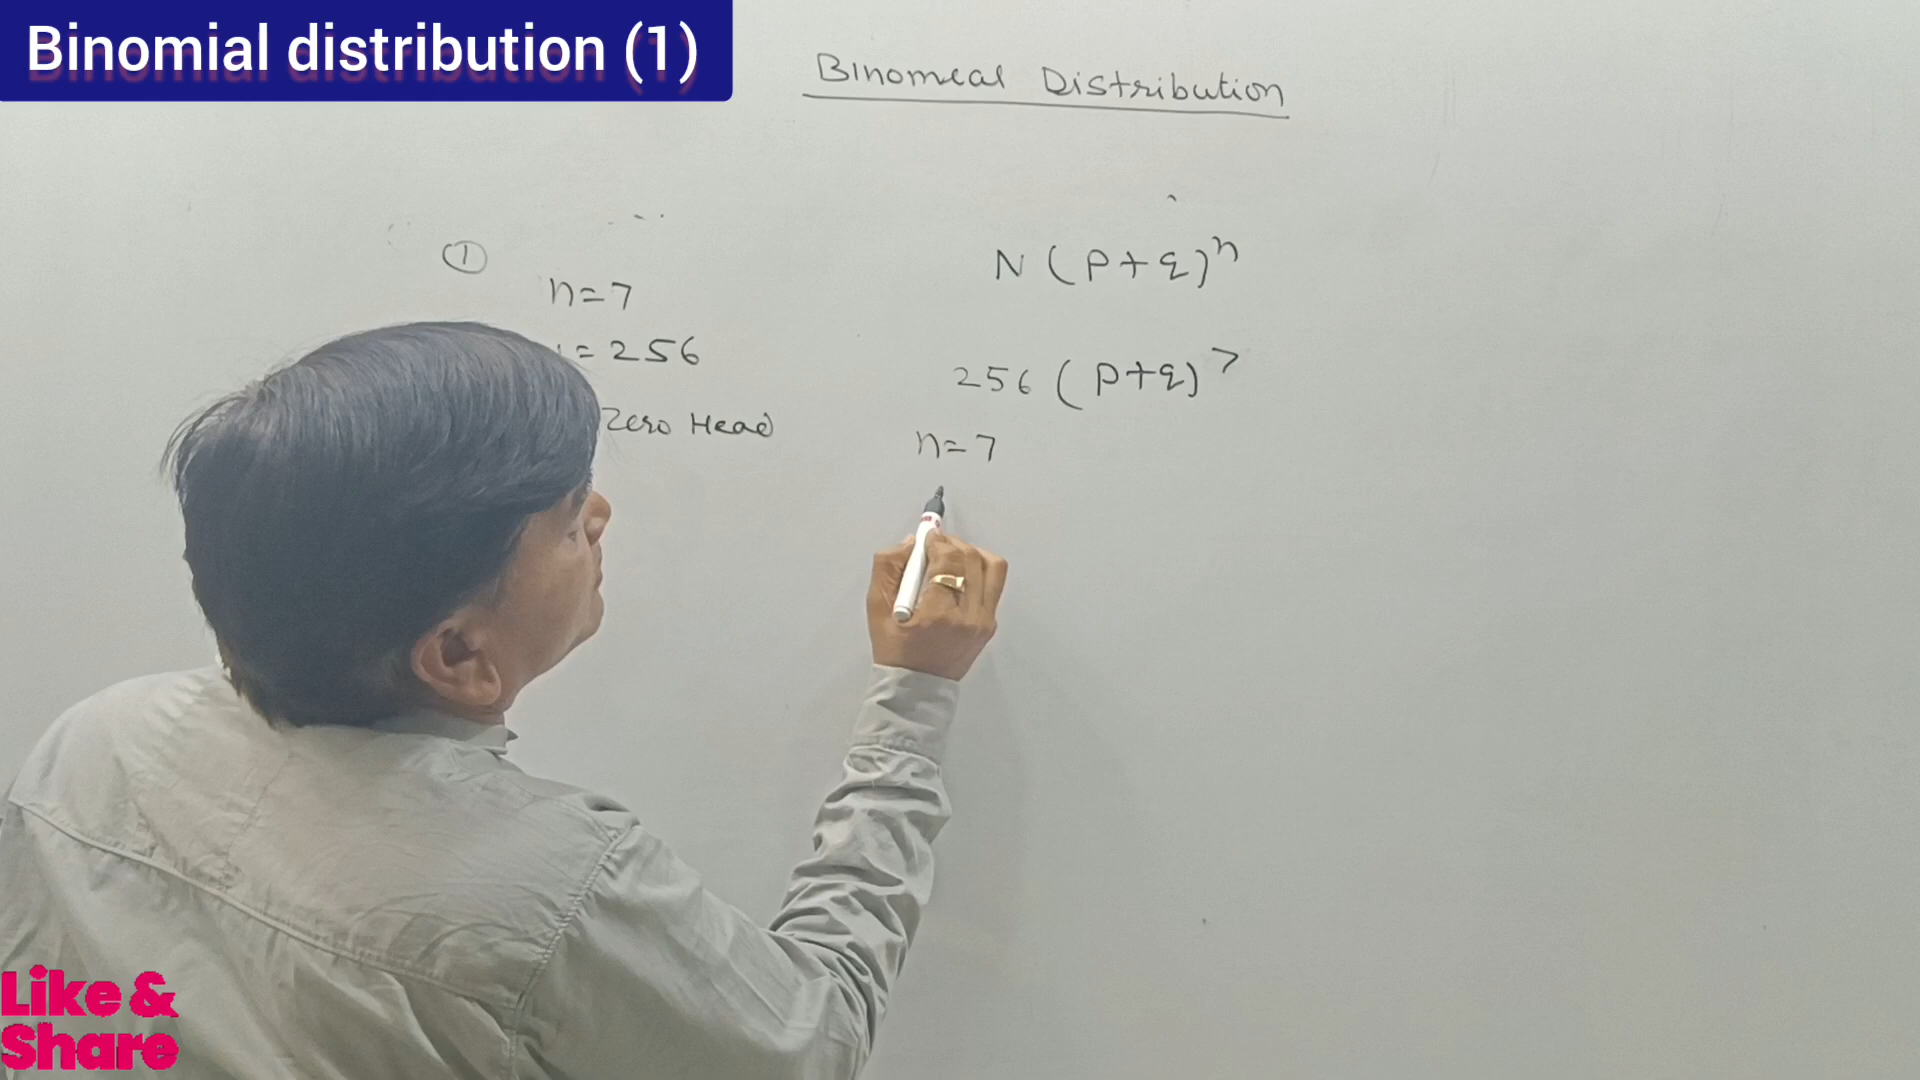 Binomial distribution (1)
Binomeal Distribution
①
n=7
= 256
Zero Head
N (p+q)^n
256 (p+q)^7
n=7
Like &
Share